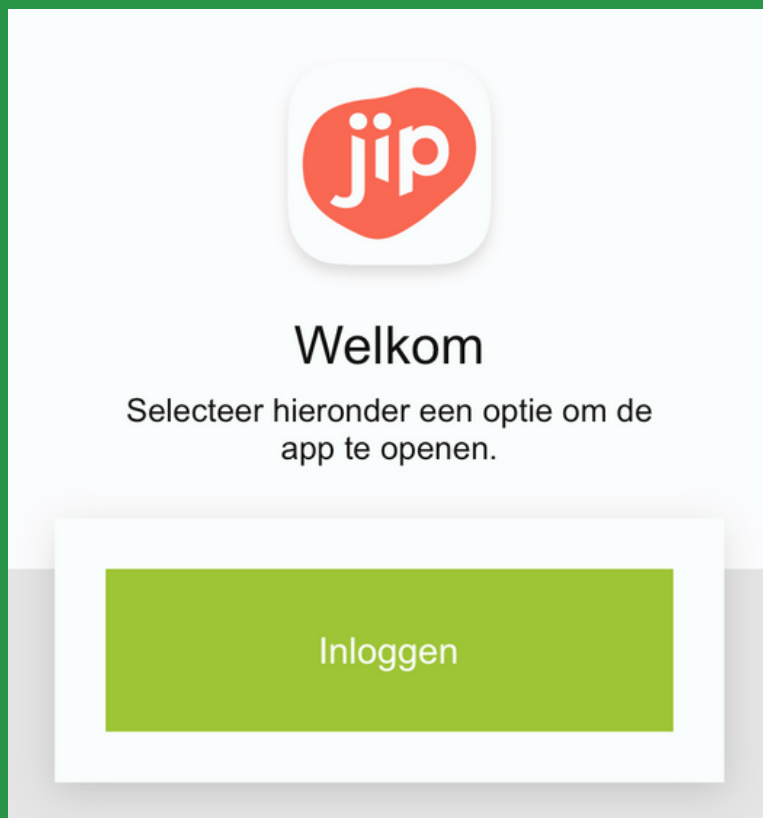 jip
Welkom
Selecteer hieronder een optie om de
app te openen.
Inloggen